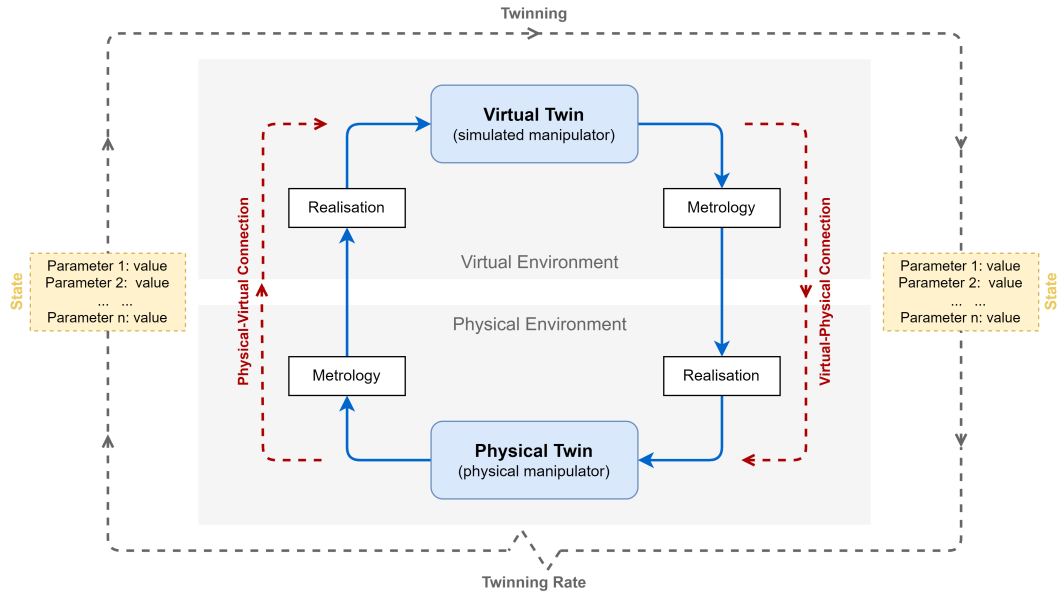 Twinning
Virtual Twin
(simulated manipulator)
Realisation
Metrology
Physical-Virtual Connection
Virtual-Physical Connection
Virtual Environment
State
Parameter 1: value
Parameter 2:  value
...   ...
Parameter n: value
Parameter 1: value
Parameter 2:  value
...   ...
Parameter n: value
State
Physical Environment
Metrology
Realisation
Physical Twin
(physical manipulator)
Twinning Rate